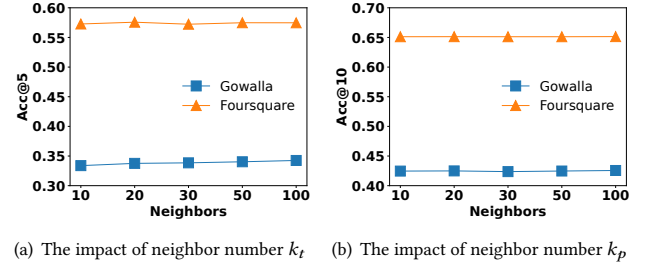 0.60
0.55
0.50
0.45
0.40
0.35
0.30
Acc@5
Gowalla
Foursquare
10 20 30 50 100
Neighbors
(a) The impact of neighbor number k_t
0.70
0.65
0.60
0.55
0.50
0.45
0.40
Acc@10
Gowalla
Foursquare
10 20 30 50 100
Neighbors
(b) The impact of neighbor number k_p